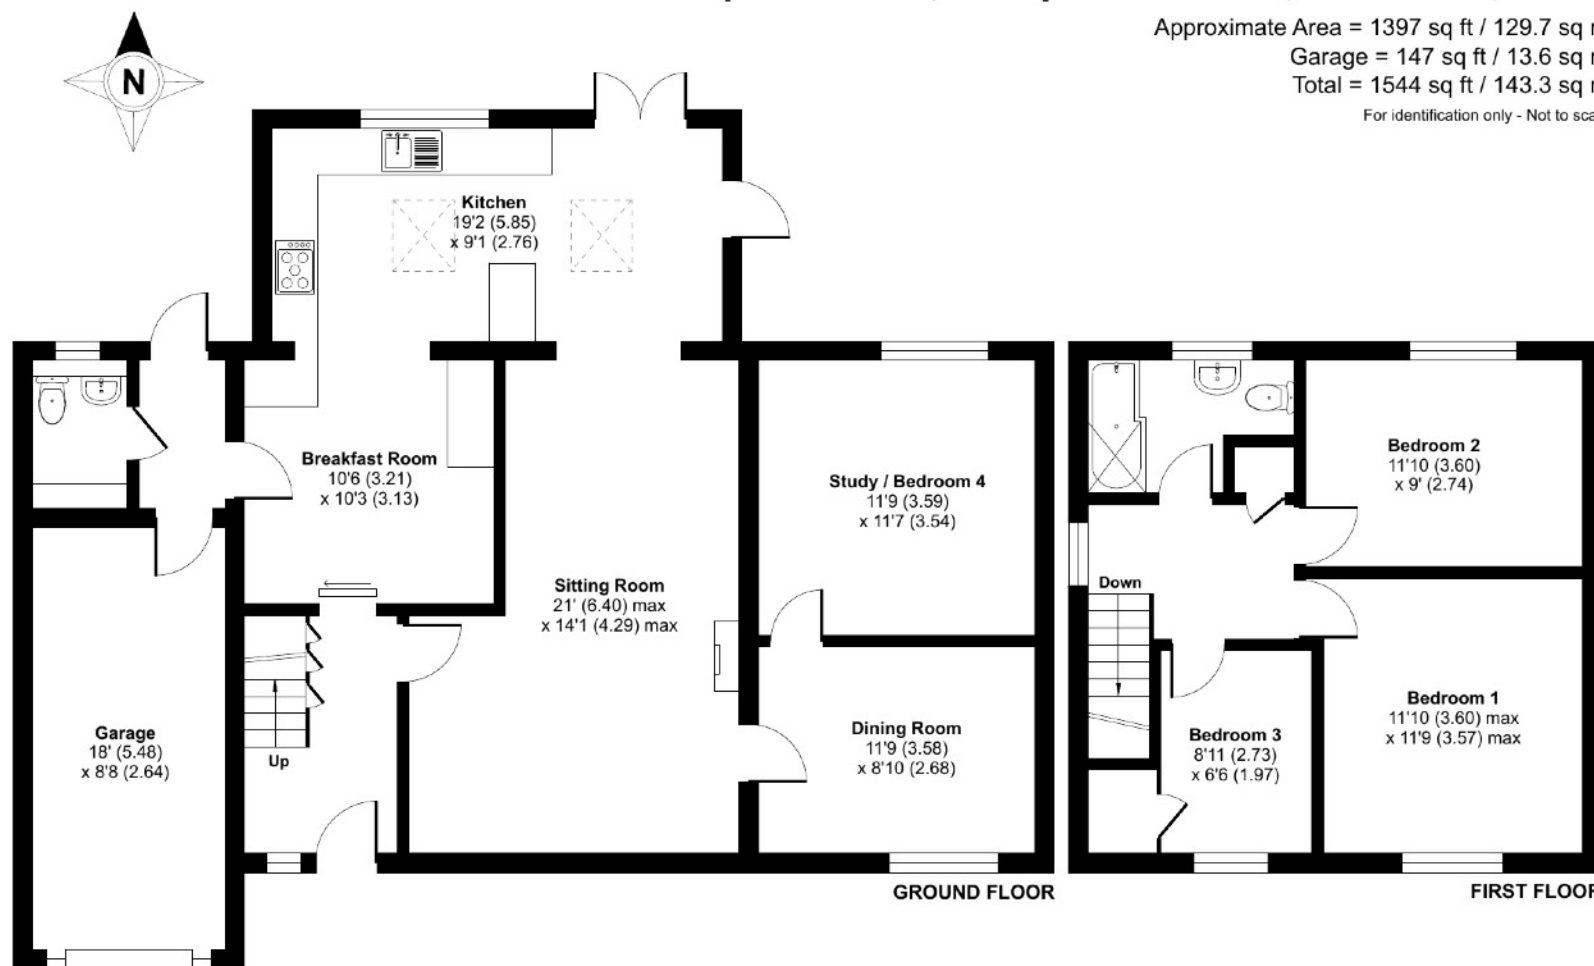 Approximate Area = 1397 sq ft / 129.7 sq
Garage = 147 sq ft / 13.6 sq
Total = 1544 sq ft / 143.3 sq
For identification only - Not to
N
Kitchen
19'2 (5.85)
x 9'1 (2.76)
Breakfast Room
10'6 (3.21)
x 10'3 (3.13)
Study / Bedroom 4
11'9 (3.59)
x 11'7 (3.54)
Sitting Room
21' (6.40) max
x 14'1 (4.29) max
Garage
18' (5.48)
x 8'8 (2.64)
Up
Dining Room
11'9 (3.58)
x 8'10 (2.68)
GROUND FLOOR
Bedroom 2
11'10 (3.60)
x 9' (2.74)
Down
Bedroom 1
11'10 (3.60) max
x 11'9 (3.57) max
Bedroom 3
8'11 (2.73)
x 6'6 (1.97)
FIRST FLOOR